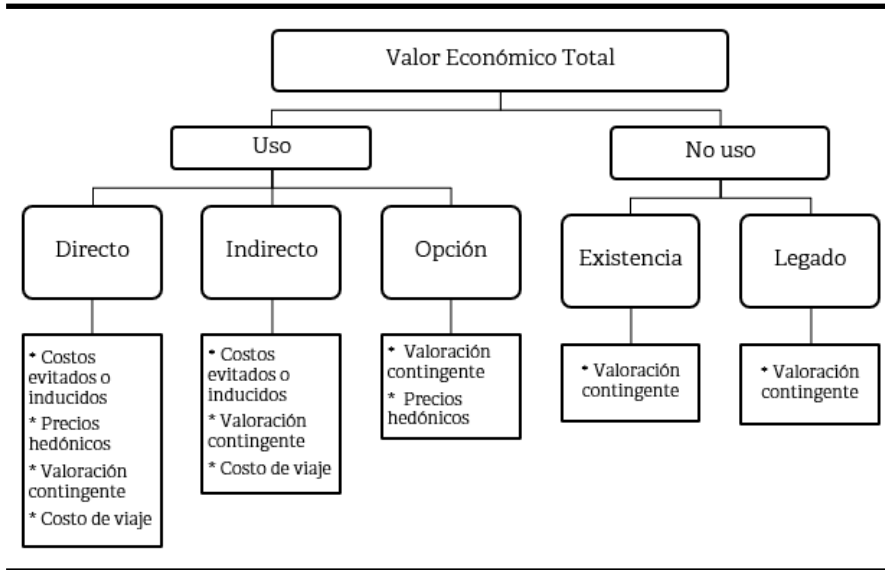 Valor Económico Total
Uso
No uso
Directo
Indirecto
Opción
Existencia
Legado
* Costos
evitados o
inducidos
* Precios
hedónicos
* Valoración
contingente
* Costo de viaje
* Costos
evitados o
inducidos
* Valoración
contingente
* Costo de viaje
* Valoración
contingente
* Precios
hedónicos
* Valoración
contingente
* Valoración
contingente